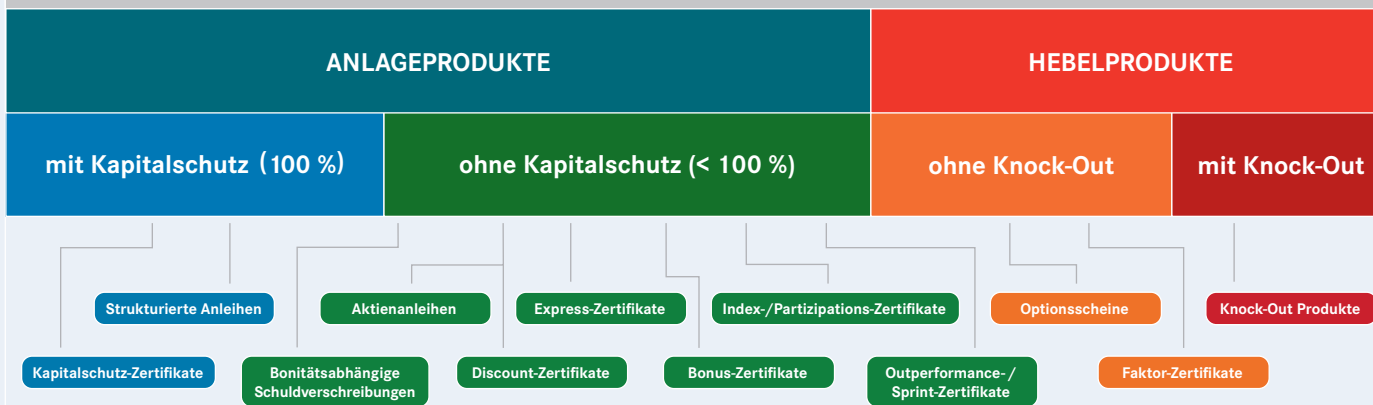 ANLAGEPRODUKTE
HEBELPRODUKTE
mit Kapitalschutz (100 %)
ohne Kapitalschutz (< 100 %)
ohne Knock-Out
mit Knock-Out
Strukturierte Anleihen
Aktienanleihen
Express-Zertifikate
Index-/Partizipations-Zertifikate
Optionsscheine
Knock-Out Produkte
Kapitalschutz-Zertifikate
Bonitätsabhängige
Schuldverschreibungen
Discount-Zertifikate
Bonus-Zertifikate
Outperformance-/
Sprint-Zertifikate
Faktor-Zertifikate